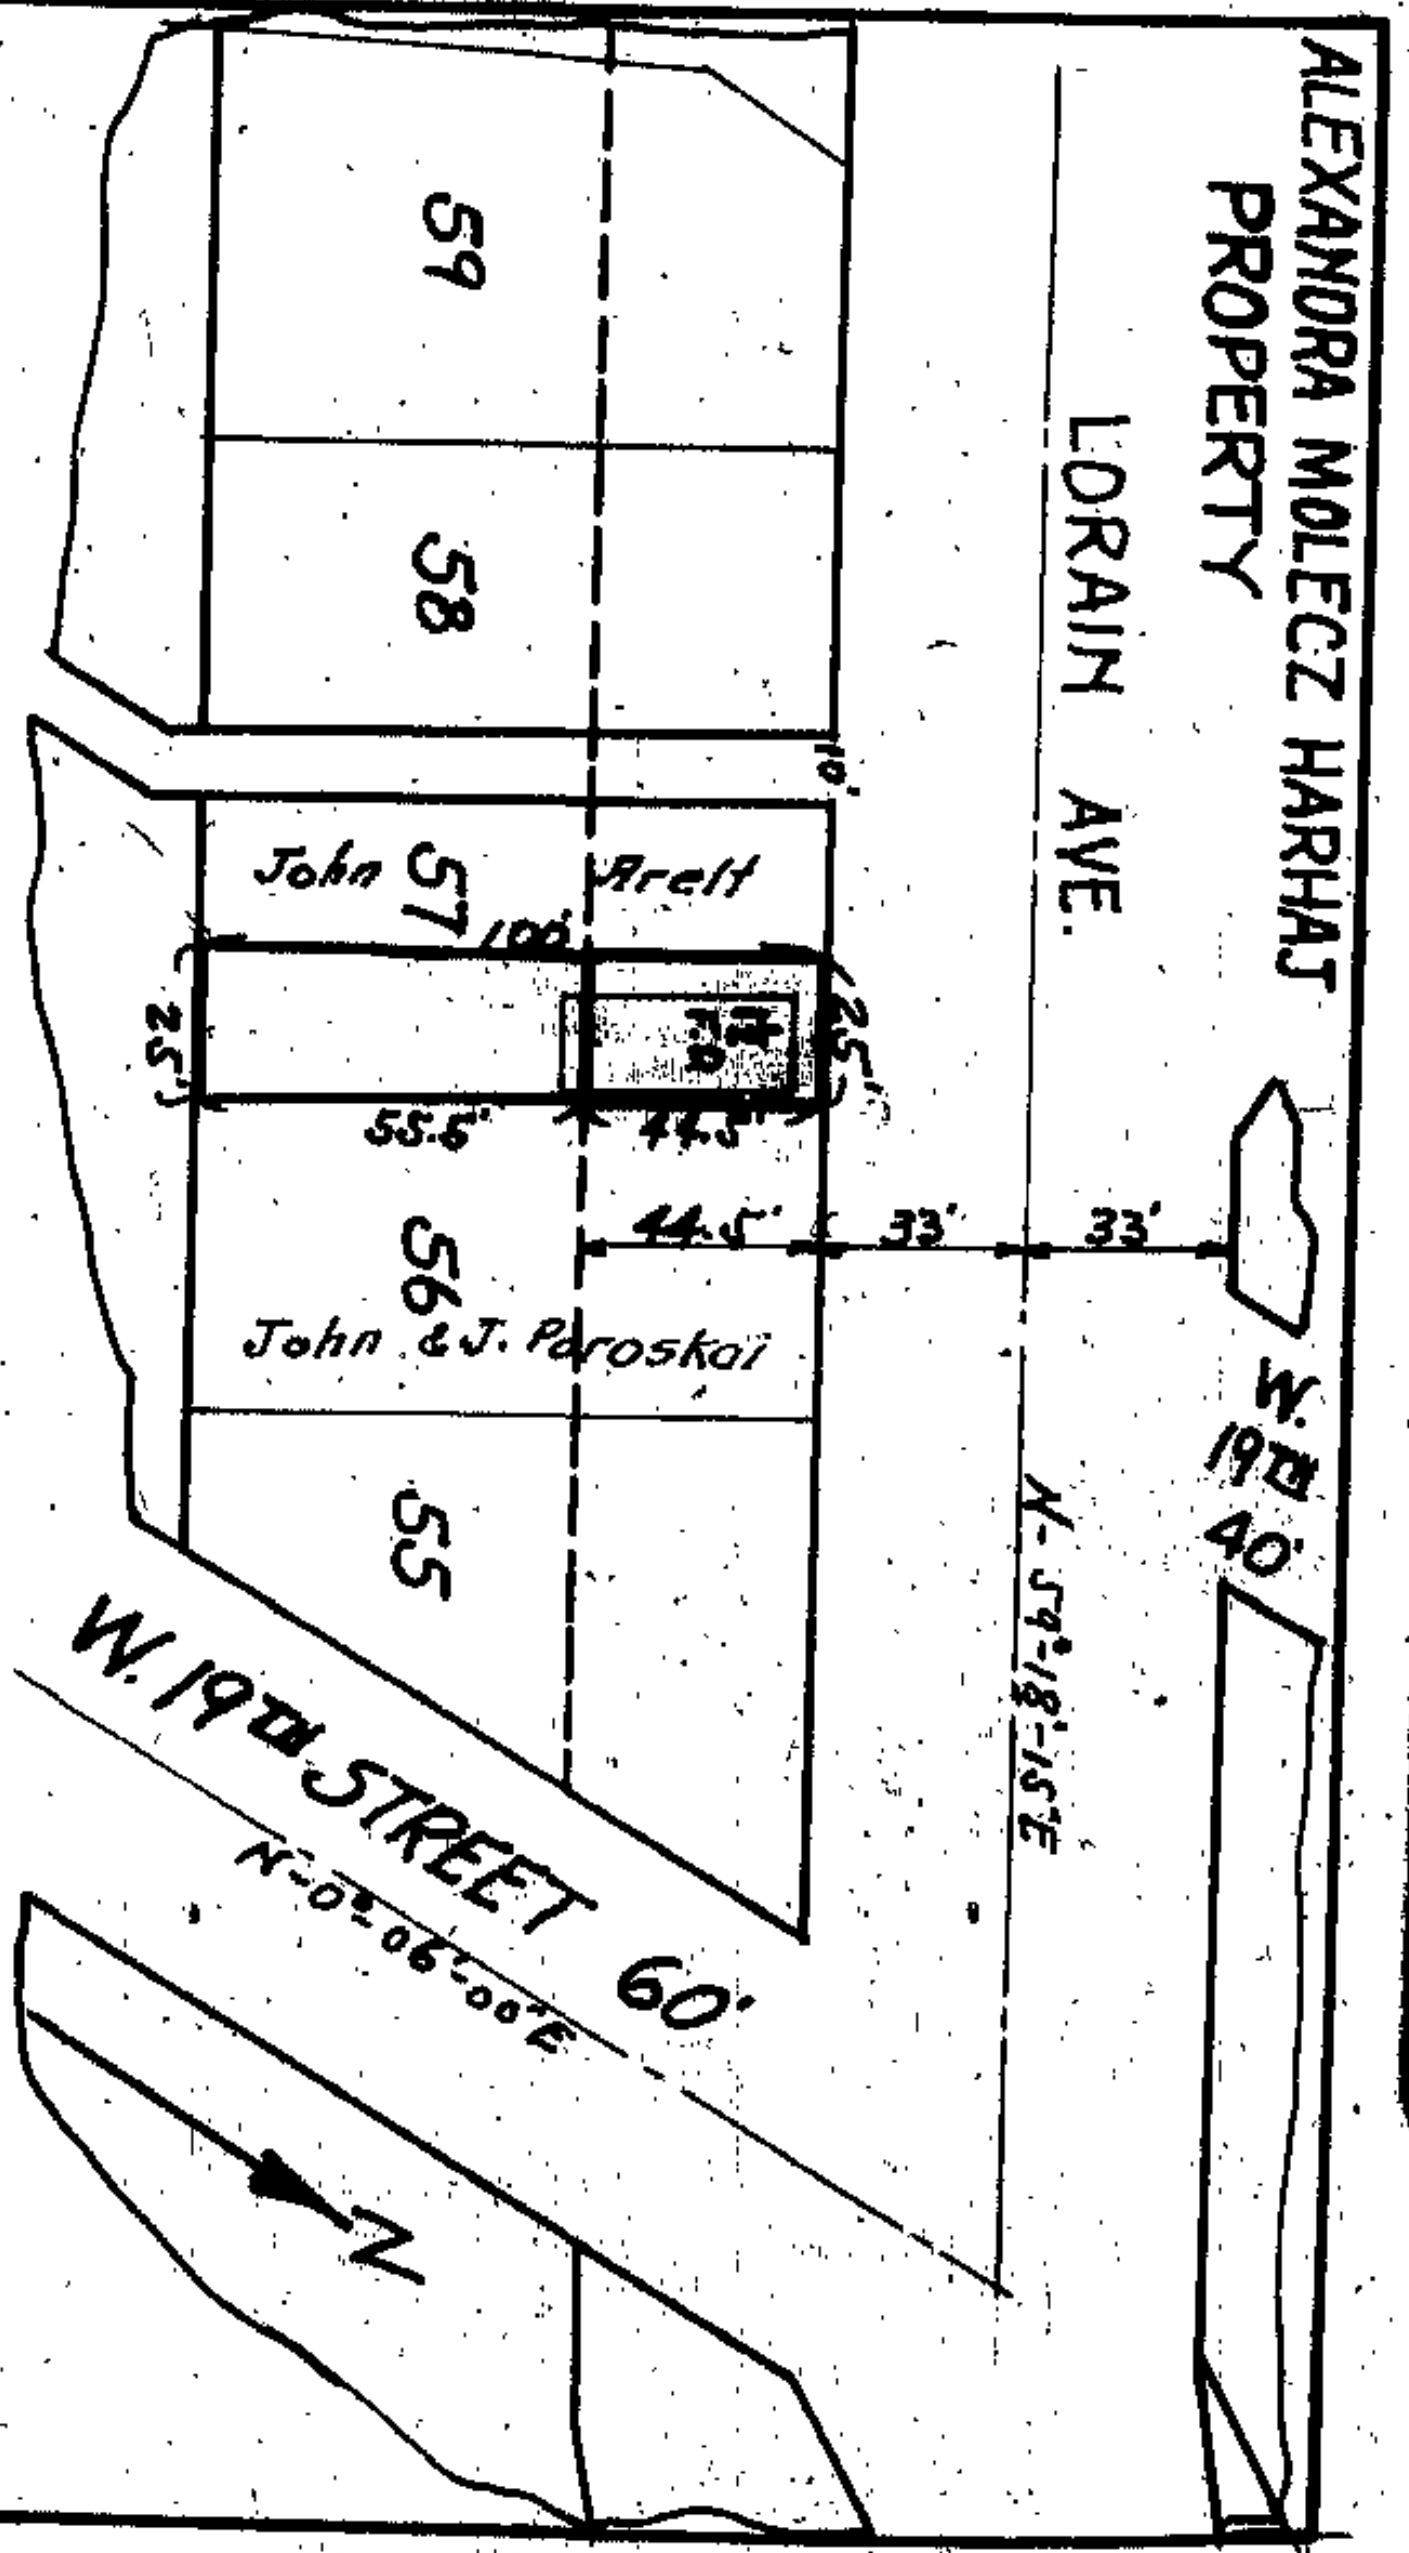 ALEXANDRA MOLECZ HARHAJ
PROPERTY
W. 19TH
40'
LORAIN AVE.
N-59°-18'-15"E
33'
33'
44.5'
10'
25'
59
58
57
John Arelt
100'
44.5'
55.5'
25'
56
John & J. Poroskai
55
W. 19TH STREET 60'
N-0°-06'-00"E
N